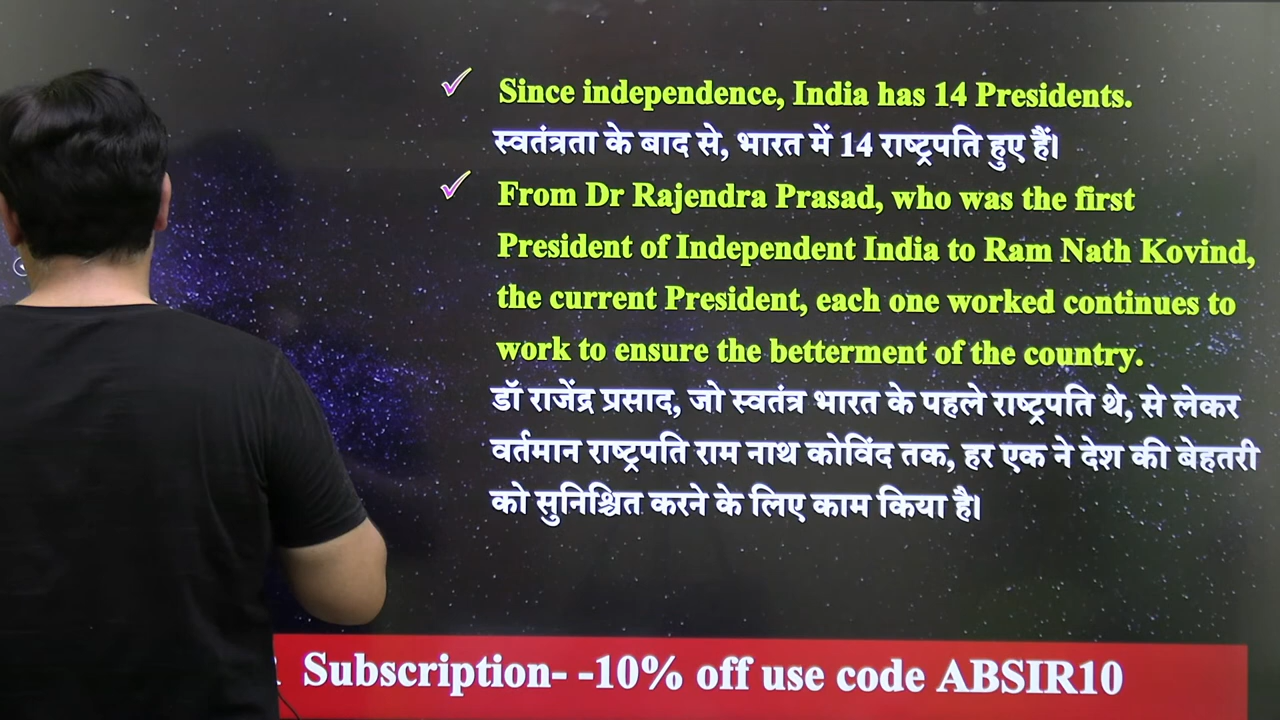 Since independence, India has 14 Presidents.
स्वतंत्रता के बाद से, भारत में 14 राष्ट्रपति हुए हैं।
From Dr Rajendra Prasad, who was the first
President of Independent India to Ram Nath Kovind,
the current President, each one worked continues to
work to ensure the betterment of the country.
डॉ राजेंद्र प्रसाद, जो स्वतंत्र भारत के पहले राष्ट्रपति थे, से लेकर
वर्तमान राष्ट्रपति राम नाथ कोविंद तक, हर एक ने देश की बेहतरी
को सुनिश्चित करने के लिए काम किया है।
Subscription- -10% off use code ABSIR10